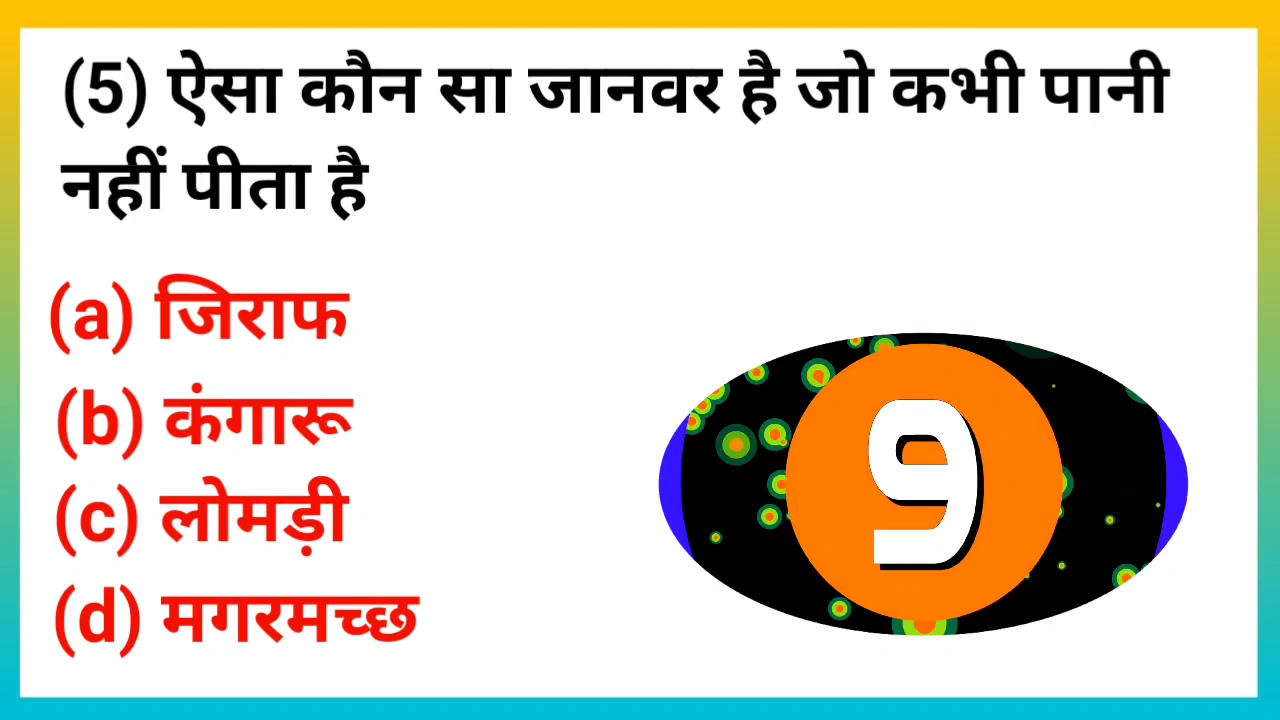 (5) ऐसा कौन सा जानवर है जो कभी पानी
नहीं पीता है
(a) जिराफ
(b) कंगारू
(c) लोमड़ी
(d) मगरमच्छ
9